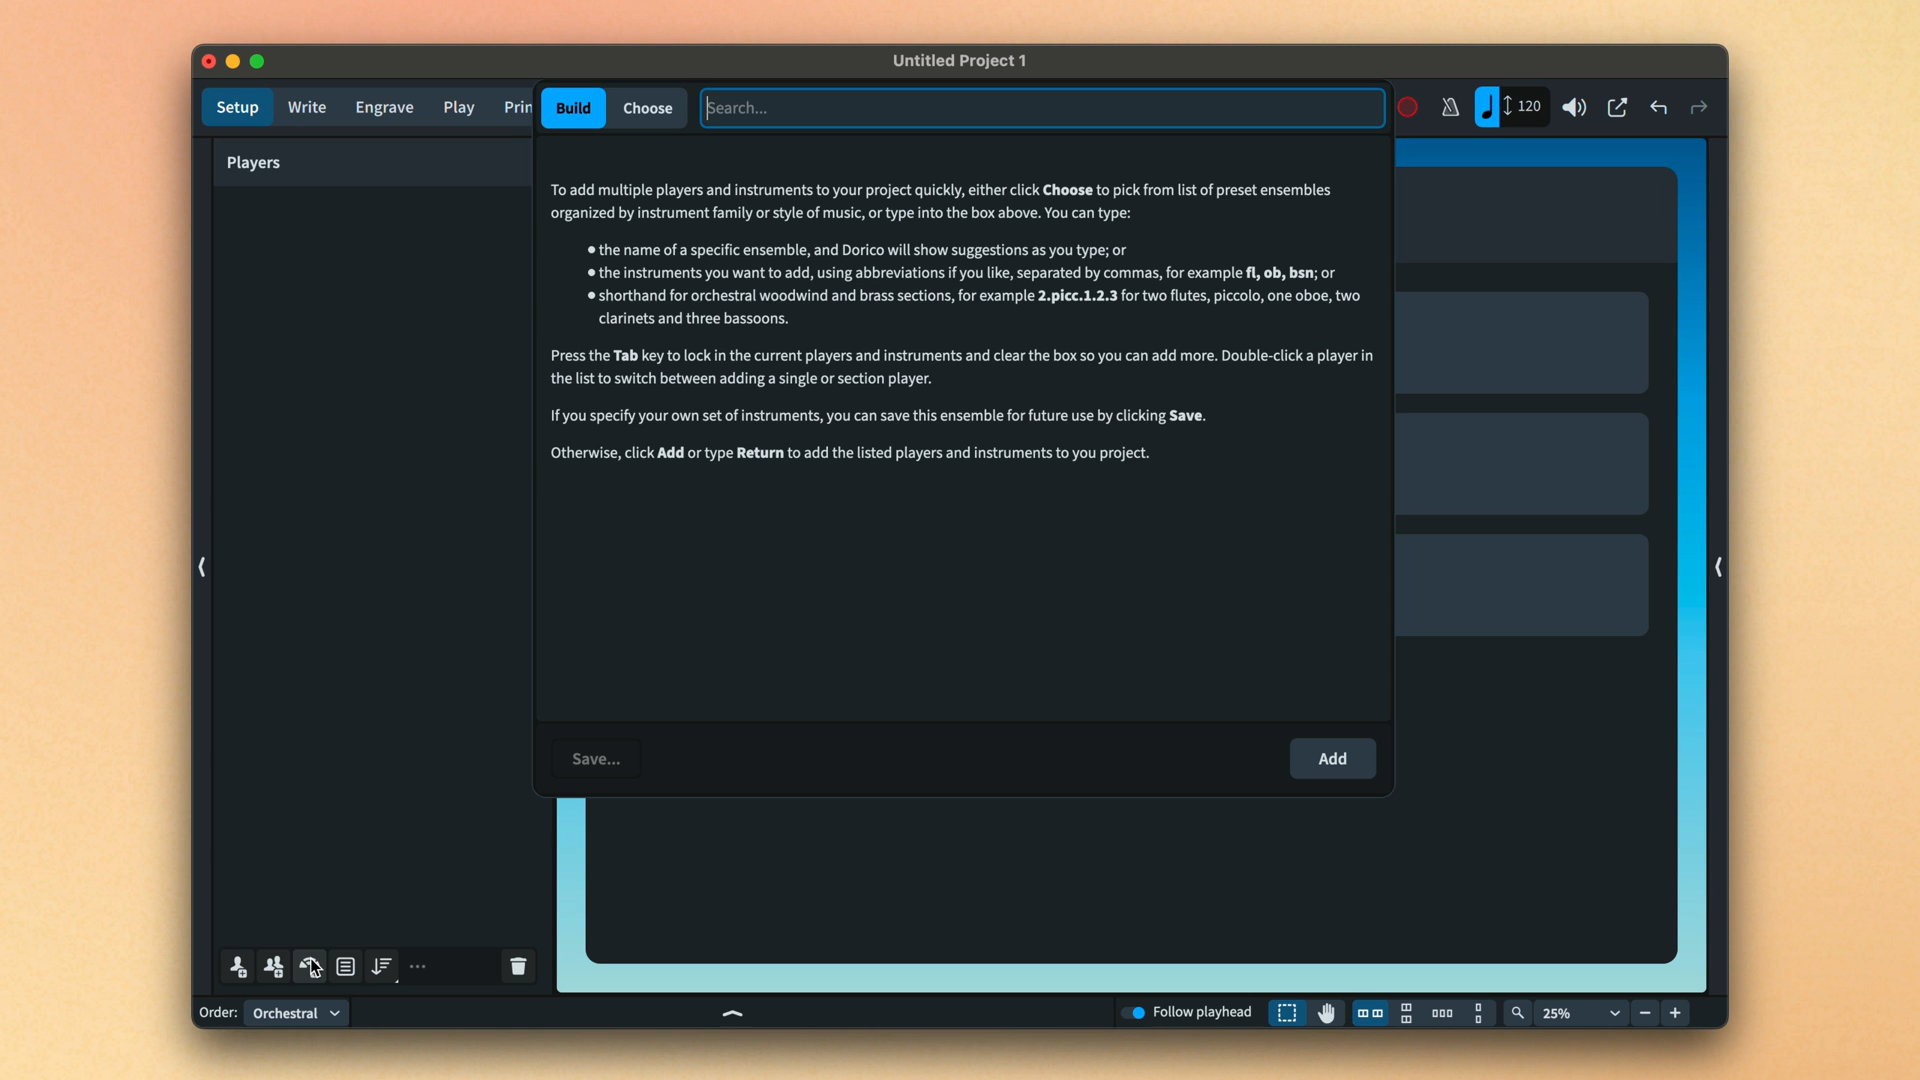 Untitled Project 1
Setup
Write
Engrave
Play
Prin
Build
Choose
Search...
120
Players
To add multiple players and instruments to your project quickly, either click Choose to pick from list of preset ensembles
organized by instrument family or style of music, or type into the box above. You can type:
• the name of a specific ensemble, and Dorico will show suggestions as you type; or
• the instruments you want to add, using abbreviations if you like, separated by commas, for example fl, ob, bsn; or
• shorthand for orchestral woodwind and brass sections, for example 2.picc.1.2.3 for two flutes, piccolo, one oboe, two
clarinets and three bassoons.
Press the Tab key to lock in the current players and instruments and clear the box so you can add more. Double-click a player in
the list to switch between adding a single or section player.
If you specify your own set of instruments, you can save this ensemble for future use by clicking Save.
Otherwise, click Add or type Return to add the listed players and instruments to you project.
Save...
Add
Order:
Orchestral
Follow playhead
25%